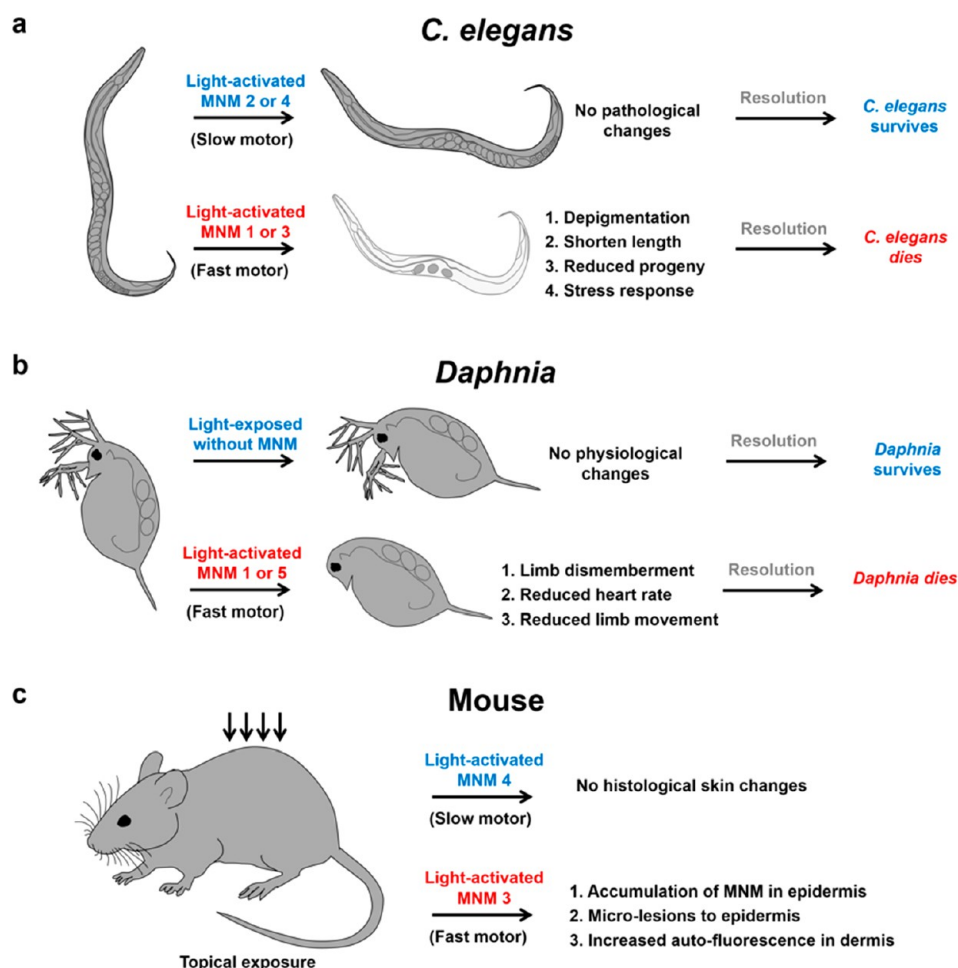 a
C. elegans
Light-activated
MNM 2 or 4
(Slow motor)
No pathological
changes
Resolution
C. elegans
survives
Light-activated
MNM 1 or 3
(Fast motor)
1. Depigmentation
2. Shorten length
3. Reduced progeny
4. Stress response
Resolution
C. elegans
dies
b
Daphnia
Light-exposed
without MNM
No physiological
changes
Resolution
Daphnia
survives
Light-activated
MNM 1 or 5
(Fast motor)
1. Limb dismemberment
2. Reduced heart rate
3. Reduced limb movement
Resolution
Daphnia dies
c
Mouse
Light-activated
MNM 4
(Slow motor)
No histological skin changes
Light-activated
MNM 3
(Fast motor)
1. Accumulation of MNM in epidermis
2. Micro-lesions to epidermis
3. Increased auto-fluorescence in dermis
Topical exposure